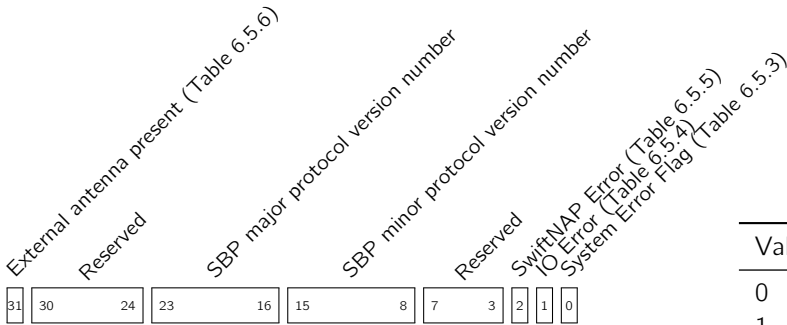 External antenna present (Table 6.5.6)
Reserved
SBP major protocol version number
SBP minor protocol version number
Reserved
SwiftNAP Error (Table 6.5.5)
IO Error (Table 6.5.4)
System Error Flag (Table 6.5.3)
31 30 24 23 16 15 8 7 3 2 1 0
Val
0
1